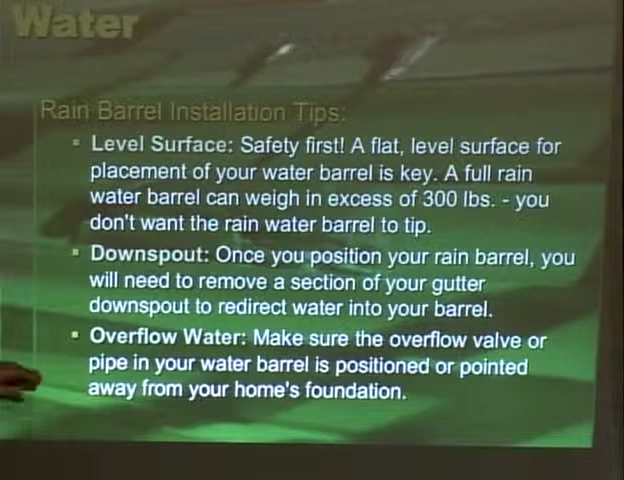 Water
Rain Barrel Installation Tips:
▪ Level Surface: Safety first! A flat, level surface for
placement of your water barrel is key. A full rain
water barrel can weigh in excess of 300 lbs. - you
don't want the rain water barrel to tip.
▪ Downspout: Once you position your rain barrel, you
will need to remove a section of your gutter
downspout to redirect water into your barrel.
▪ Overflow Water: Make sure the overflow valve or
pipe in your water barrel is positioned or pointed
away from your home's foundation.